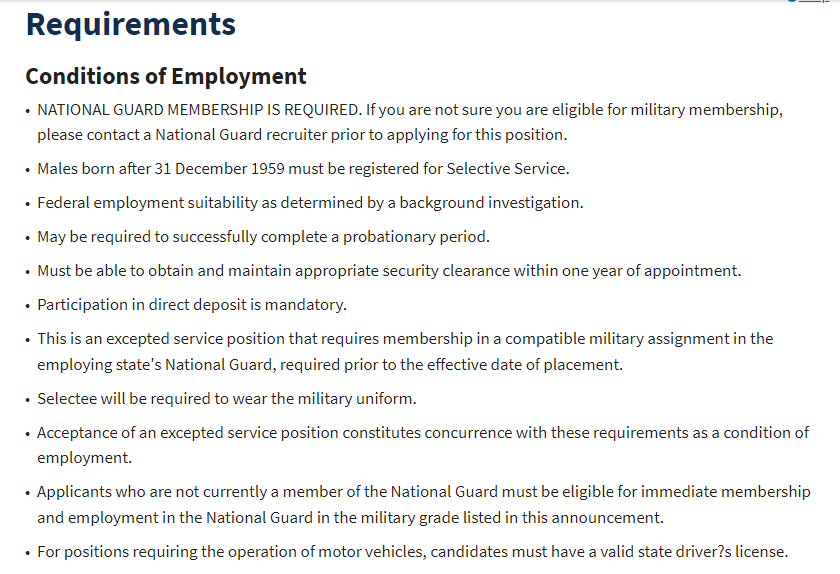 Requirements
Conditions of Employment
• NATIONAL GUARD MEMBERSHIP IS REQUIRED. If you are not sure you are eligible for military membership,
please contact a National Guard recruiter prior to applying for this position.
• Males born after 31 December 1959 must be registered for Selective Service.
• Federal employment suitability as determined by a background investigation.
• May be required to successfully complete a probationary period.
• Must be able to obtain and maintain appropriate security clearance within one year of appointment.
• Participation in direct deposit is mandatory.
• This is an excepted service position that requires membership in a compatible military assignment in the
employing state's National Guard, required prior to the effective date of placement.
• Selectee will be required to wear the military uniform.
• Acceptance of an excepted service position constitutes concurrence with these requirements as a condition of
employment.
• Applicants who are not currently a member of the National Guard must be eligible for immediate membership
and employment in the National Guard in the military grade listed in this announcement.
• For positions requiring the operation of motor vehicles, candidates must have a valid state driver?s license.